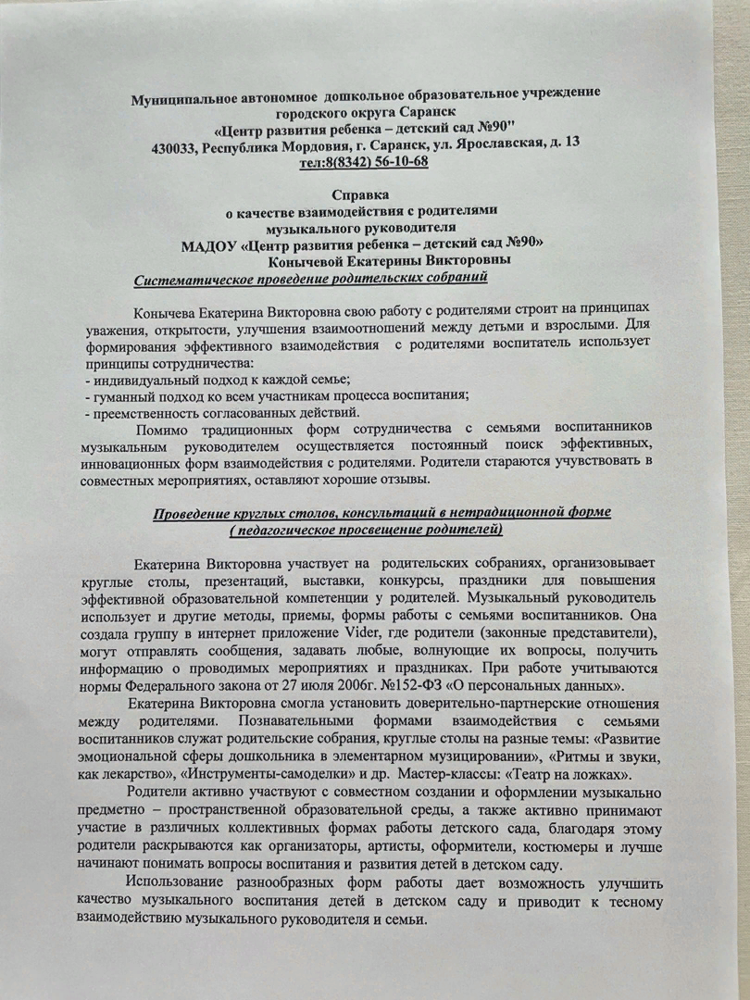 Муниципальное автономное дошкольное образовательное учреждение
городского округа Саранск
«Центр развития ребенка – детский сад №90"
430033, Республика Мордовия, г. Саранск, ул. Ярославская, д. 13
тел:8(8342) 56-10-68
Справка
о качестве взаимодействия с родителями
музыкального руководителя
МАДОУ «Центр развития ребенка – детский сад №90»
Конычевой Екатерины Викторовны
Систематическое проведение родительских собраний
Конычева Екатерина Викторовна свою работу с родителями строит на принципах
уважения, открытости, улучшения взаимоотношений между детьми и взрослыми. Для
формирования эффективного взаимодействия с родителями воспитатель использует
принципы сотрудничества:
- индивидуальный подход к каждой семье;
- гуманный подход ко всем участникам процесса воспитания;
- преемственность согласованных действий.
Помимо традиционных форм сотрудничества с семьями воспитанников
музыкальным руководителем осуществляется постоянный поиск эффективных,
инновационных форм взаимодействия с родителями. Родители стараются учувствовать в
совместных мероприятиях, оставляют хорошие отзывы.
Проведение круглых столов, консультаций в нетрадиционной форме
( педагогическое просвещение родителей)
Екатерина Викторовна участвует на родительских собраниях, организовывает
круглые столы, презентаций, выставки, конкурсы, праздники для повышения
эффективной образовательной компетенции у родителей. Музыкальный руководитель
использует и другие методы, приемы, формы работы с семьями воспитанников. Она
создала группу в интернет приложение Vider, где родители (законные представители),
могут отправлять сообщения, задавать любые, волнующие их вопросы, получить
информацию о проводимых мероприятиях и праздниках. При работе учитываются
нормы Федерального закона от 27 июля 2006г. №152-ФЗ «О персональных данных».
Екатерина Викторовна смогла установить доверительно-партнерские отношения
между родителями. Познавательными формами взаимодействия с семьями
воспитанников служат родительские собрания, круглые столы на разные темы: «Развитие
эмоциональной сферы дошкольника в элементарном музицировании», «Ритмы и звуки,
как лекарство», «Инструменты-самоделки» и др. Мастер-классы: «Театр на ложках».
Родители активно участвуют с совместном создании и оформлении музыкально
предметно – пространственной образовательной среды, а также активно принимают
участие в различных коллективных формах работы детского сада, благодаря этому
родители раскрываются как организаторы, артисты, оформители, костюмеры и лучше
начинают понимать вопросы воспитания и развития детей в детском саду.
Использование разнообразных форм работы дает возможность улучшить
качество музыкального воспитания детей в детском саду и приводит к тесному
взаимодействию музыкального руководителя и семьи.